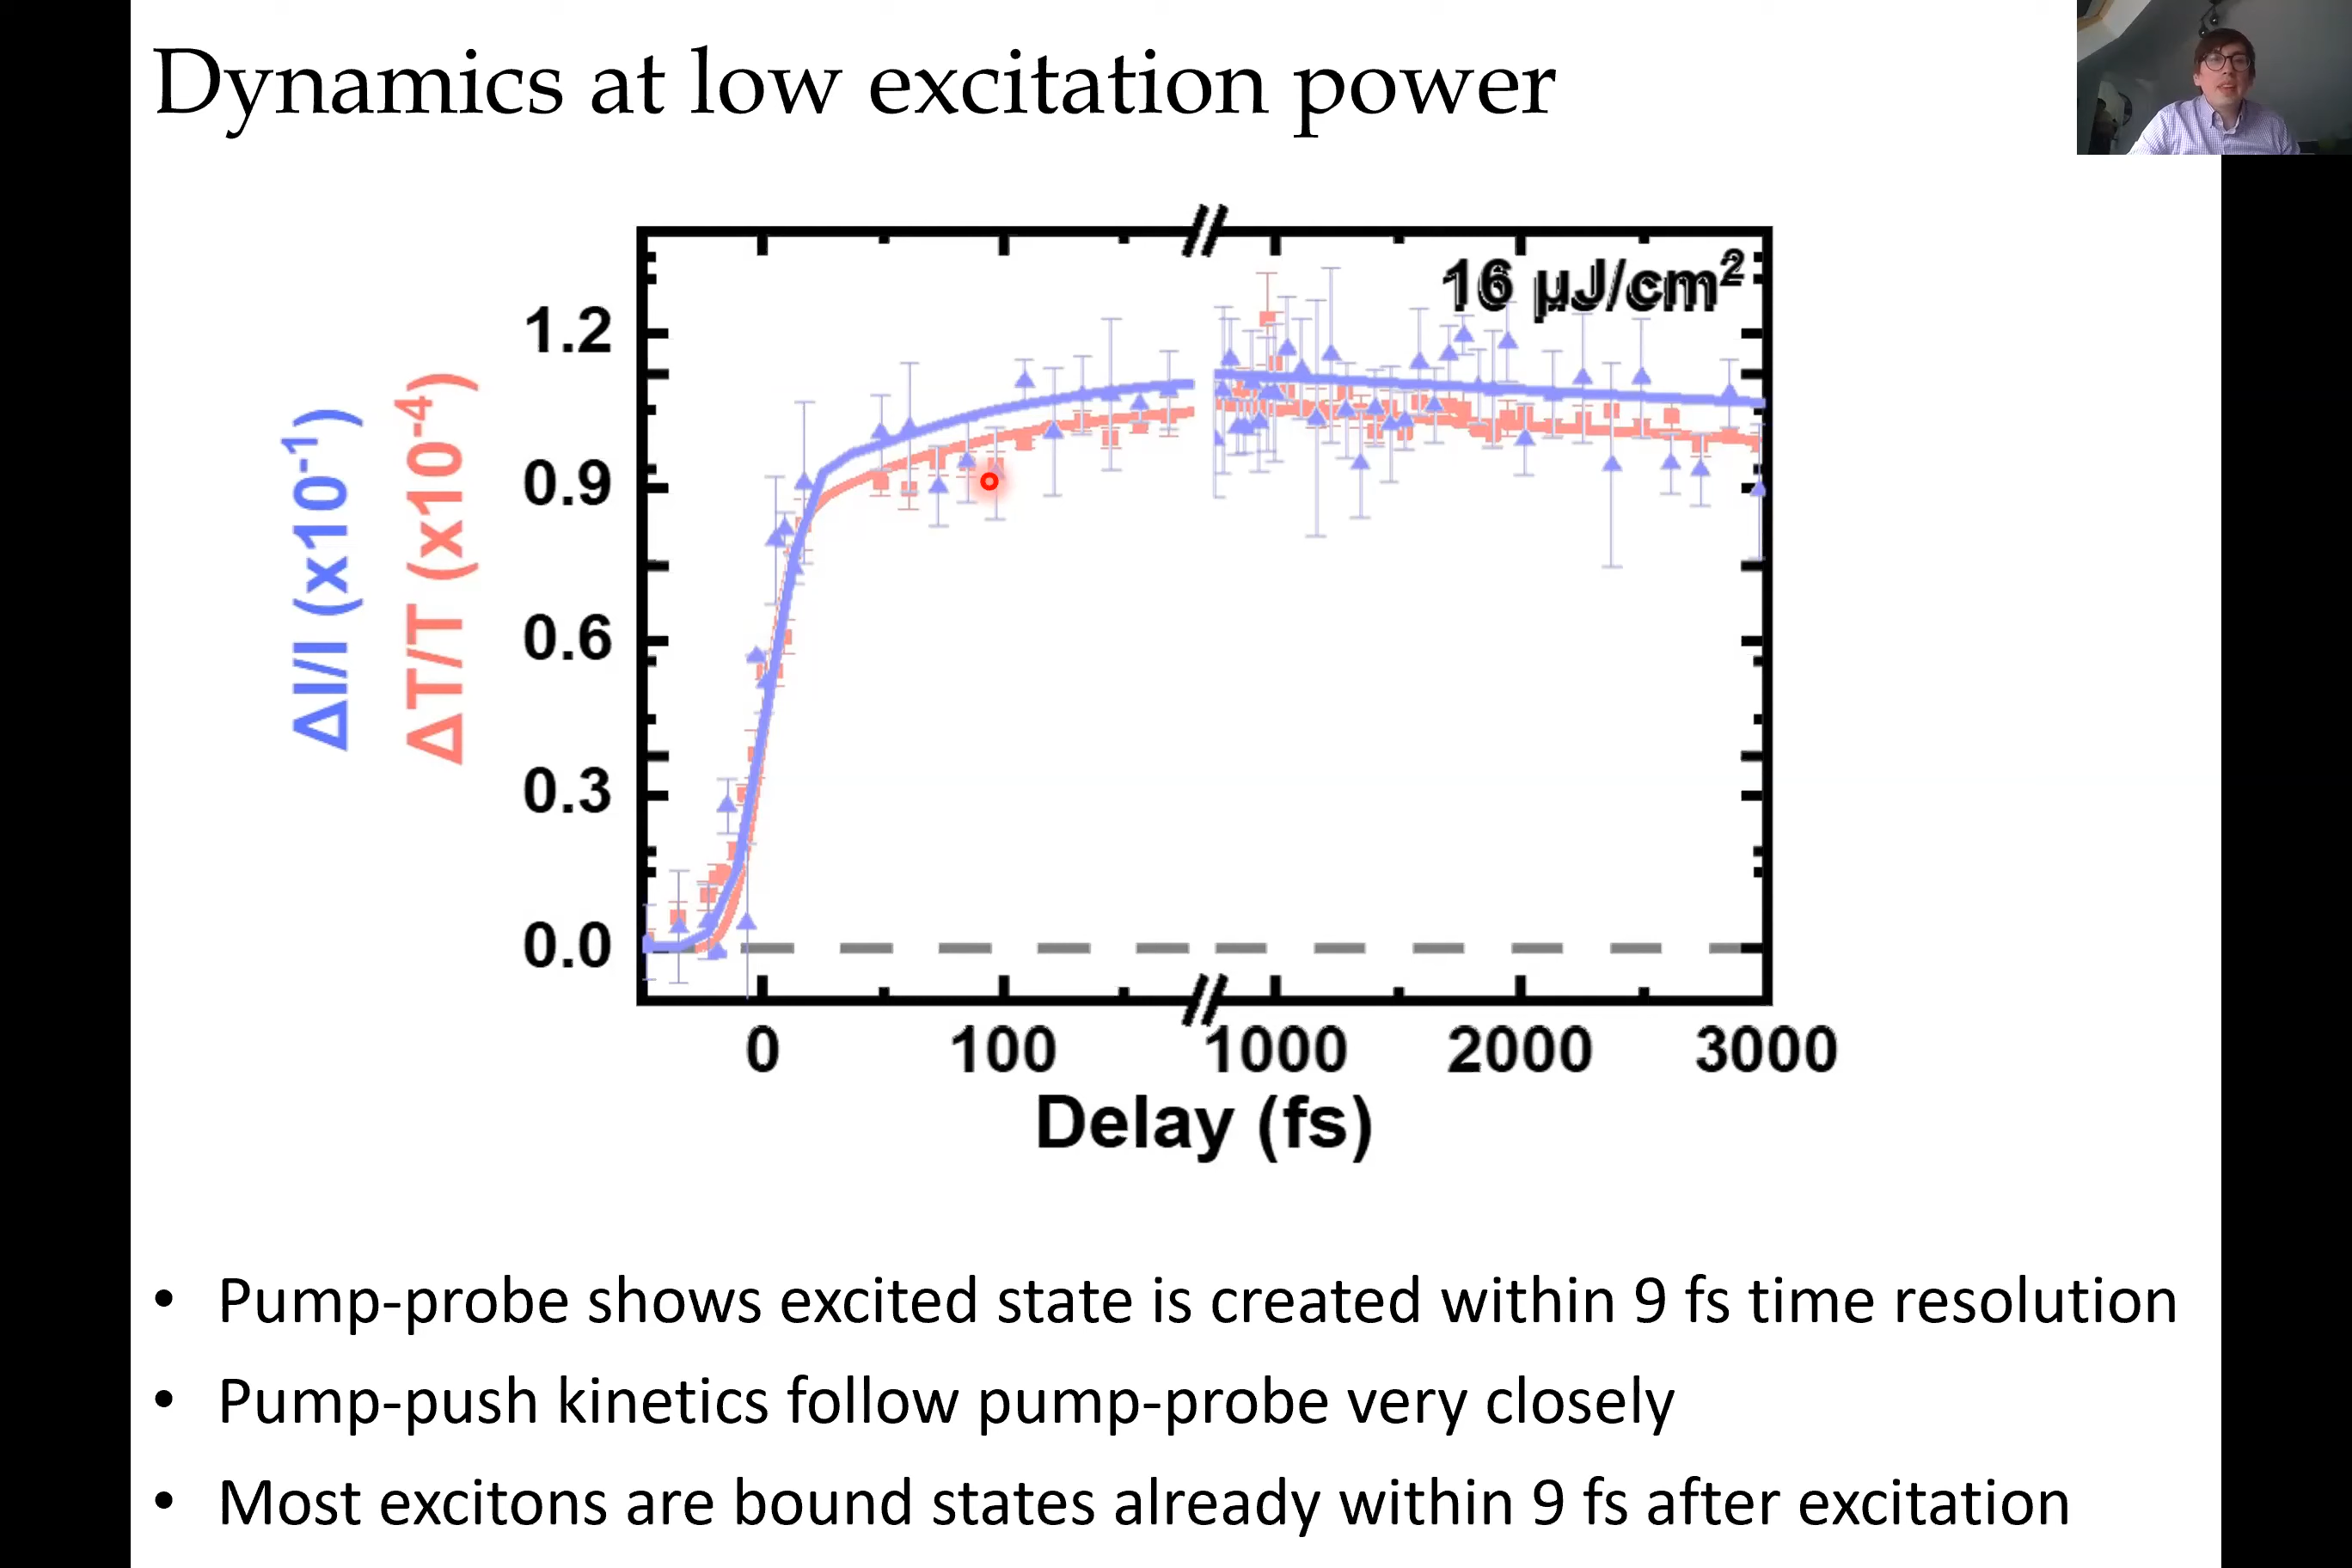 Dynamics at low excitation power
16 µJ/cm²
ΔI/I (x10⁻¹)
ΔT/T (x10⁻⁴)
1.2
0.9
0.6
0.3
0.0
0 100 1000 2000 3000
Delay (fs)
• Pump-probe shows excited state is created within 9 fs time resolution
• Pump-push kinetics follow pump-probe very closely
• Most excitons are bound states already within 9 fs after excitation